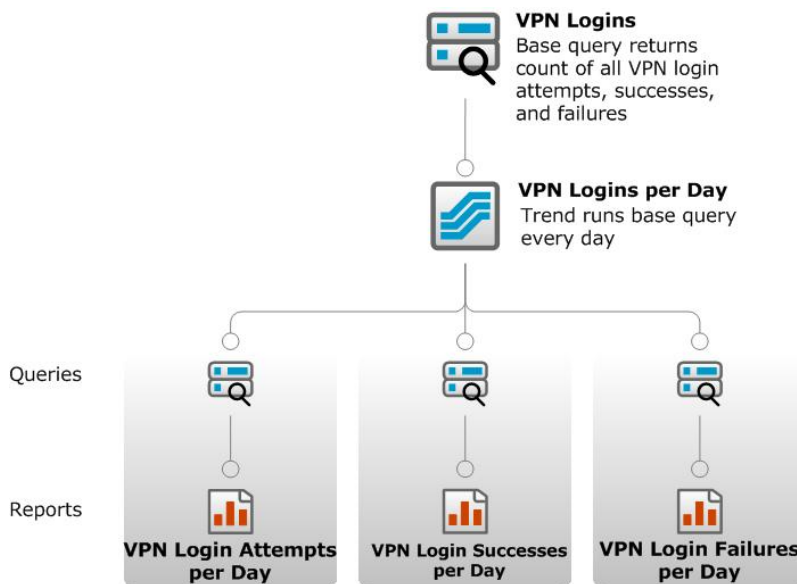 VPN Logins
Base query returns
count of all VPN login
attempts, successes,
and failures
VPN Logins per Day
Trend runs base query
every day
Queries
Reports
VPN Login Attempts
per Day
VPN Login Successes
per Day
VPN Login Failures
per Day